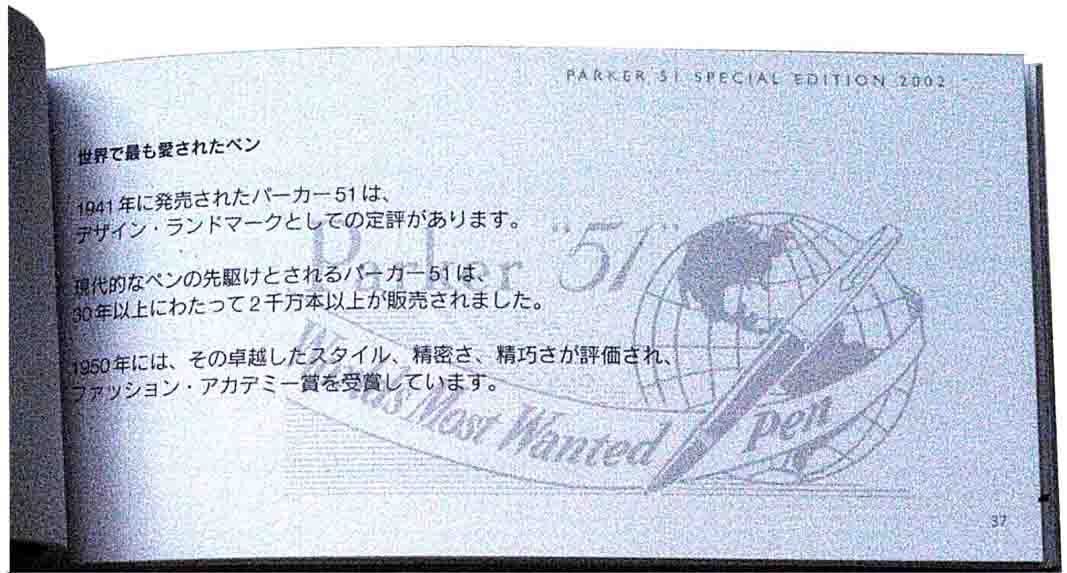 PARKER 51 SPECIAL EDITION 2002
世界で最も愛されたペン
1941年に発売されたパーカー51は、
デザイン・ランドマークとしての定評があります。
現代的なペンの先駆けとされるパーカー51は、
30年以上にわたって2千万本以上が販売されました。
1950年には、その卓越したスタイル、精密さ、精巧さが評価され、
ファッション・アカデミー賞を受賞しています。
Parker "51"
World's Most Wanted pen
37